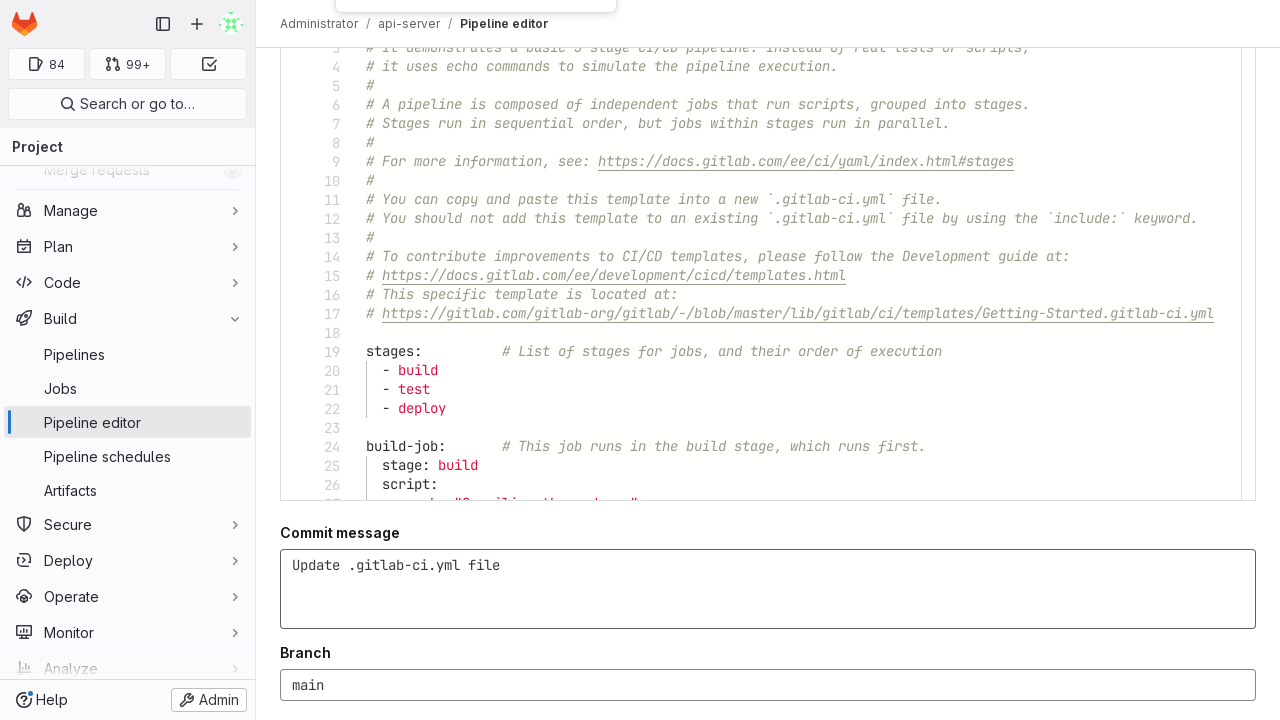 Administrator / api-server / Pipeline editor
84
99+
Search or go to…
Project
Merge requests
Manage
Plan
Code
Build
Pipelines
Jobs
Pipeline editor
Pipeline schedules
Artifacts
Secure
Deploy
Operate
Monitor
Analyze
Help
Admin
3 # It demonstrates a basic 3 stage CI/CD pipeline. Instead of real tests or scripts,
4 # it uses echo commands to simulate the pipeline execution.
5 #
6 # A pipeline is composed of independent jobs that run scripts, grouped into stages.
7 # Stages run in sequential order, but jobs within stages run in parallel.
8 #
9 # For more information, see: https://docs.gitlab.com/ee/ci/yaml/index.html#stages
10 #
11 # You can copy and paste this template into a new `.gitlab-ci.yml` file.
12 # You should not add this template to an existing `.gitlab-ci.yml` file by using the `include:` keyword.
13 #
14 # To contribute improvements to CI/CD templates, please follow the Development guide at:
15 # https://docs.gitlab.com/ee/development/cicd/templates.html
16 # This specific template is located at:
17 # https://gitlab.com/gitlab-org/gitlab/-/blob/master/lib/gitlab/ci/templates/Getting-Started.gitlab-ci.yml
18
19 stages:          # List of stages for jobs, and their order of execution
20   - build
21   - test
22   - deploy
23
24 build-job:       # This job runs in the build stage, which runs first.
25   stage: build
26   script:
Commit message
Update .gitlab-ci.yml file
Branch
main